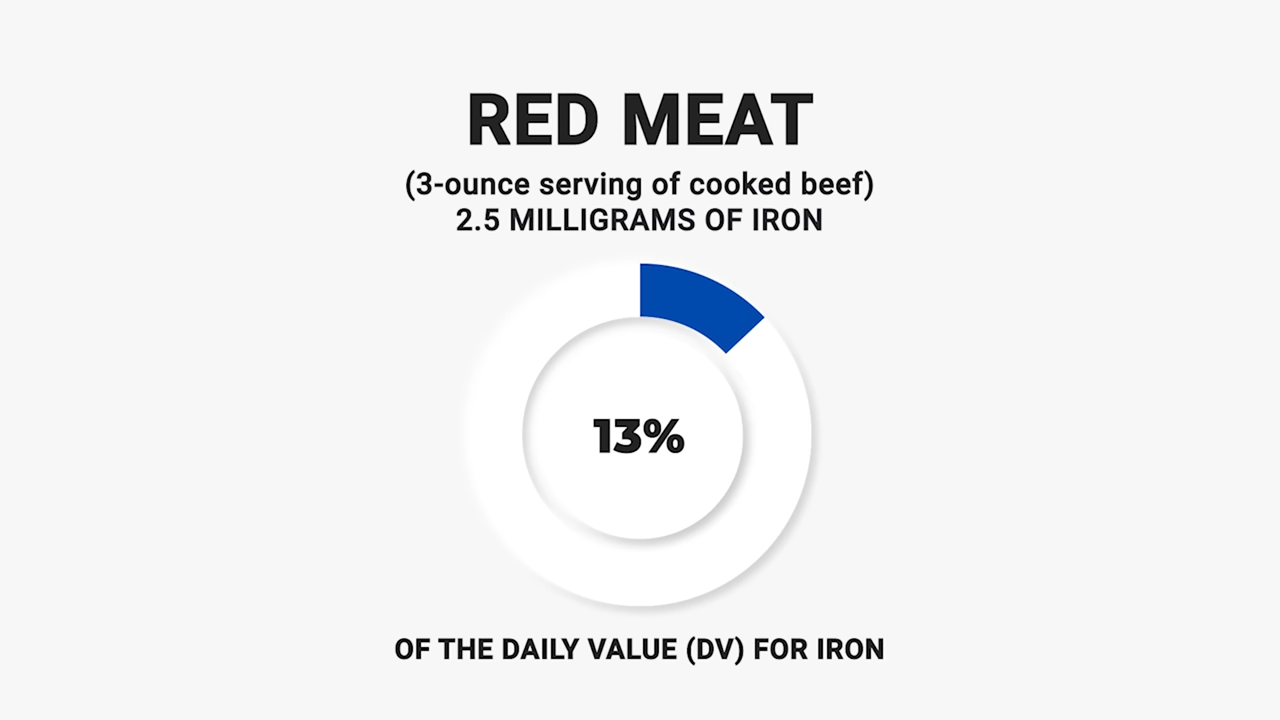 RED MEAT
(3-ounce serving of cooked beef)
2.5 MILLIGRAMS OF IRON
13%
OF THE DAILY VALUE (DV) FOR IRON